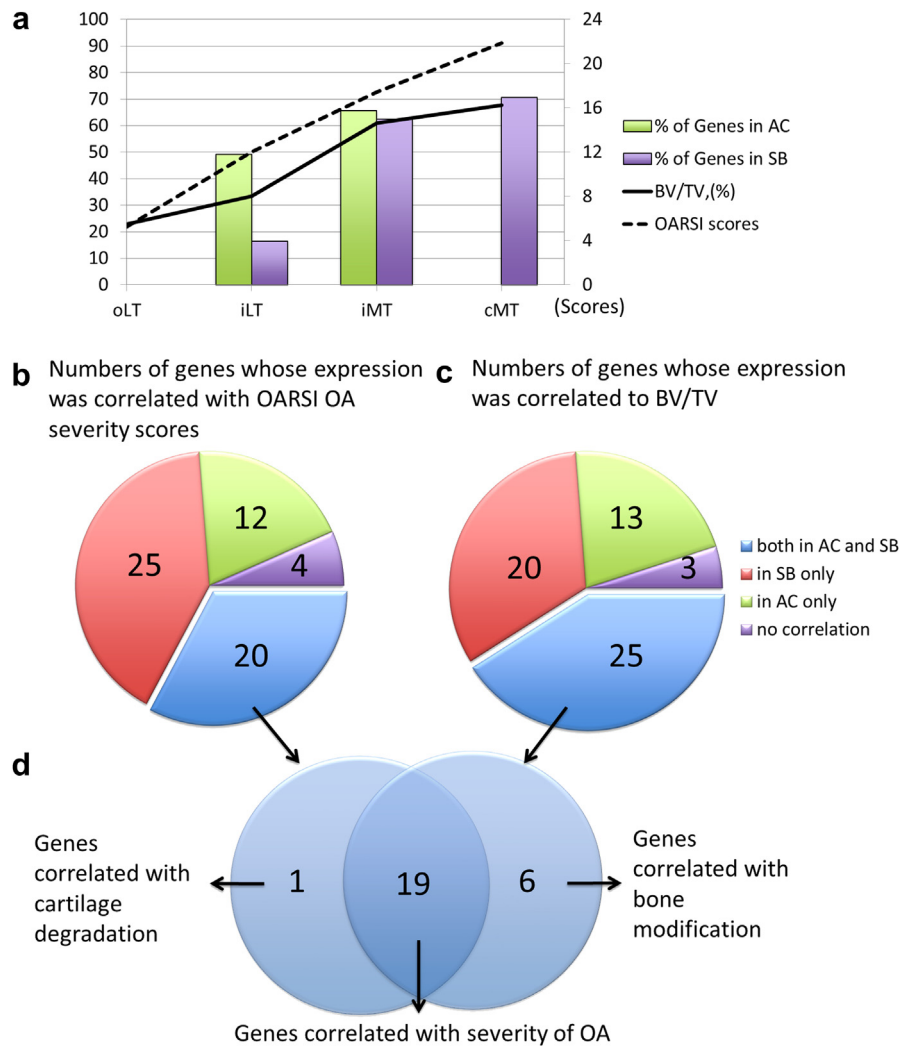 a
100
90
80
70
60
50
40
30
20
10
0
24
20
16
12
8
4
0
oLT
iLT
iMT
cMT
(Scores)
% of Genes in AC
% of Genes in SB
BV/TV,(%)
OARSI scores
b
Numbers of genes whose expression
was correlated with OARSI OA
severity scores
25
12
4
20
c
Numbers of genes whose expression
was correlated to BV/TV
20
13
3
25
both in AC and SB
in SB only
in AC only
no correlation
d
Genes
correlated with
cartilage
degradation
1
19
6
Genes
correlated with
bone
modification
Genes correlated with severity of OA